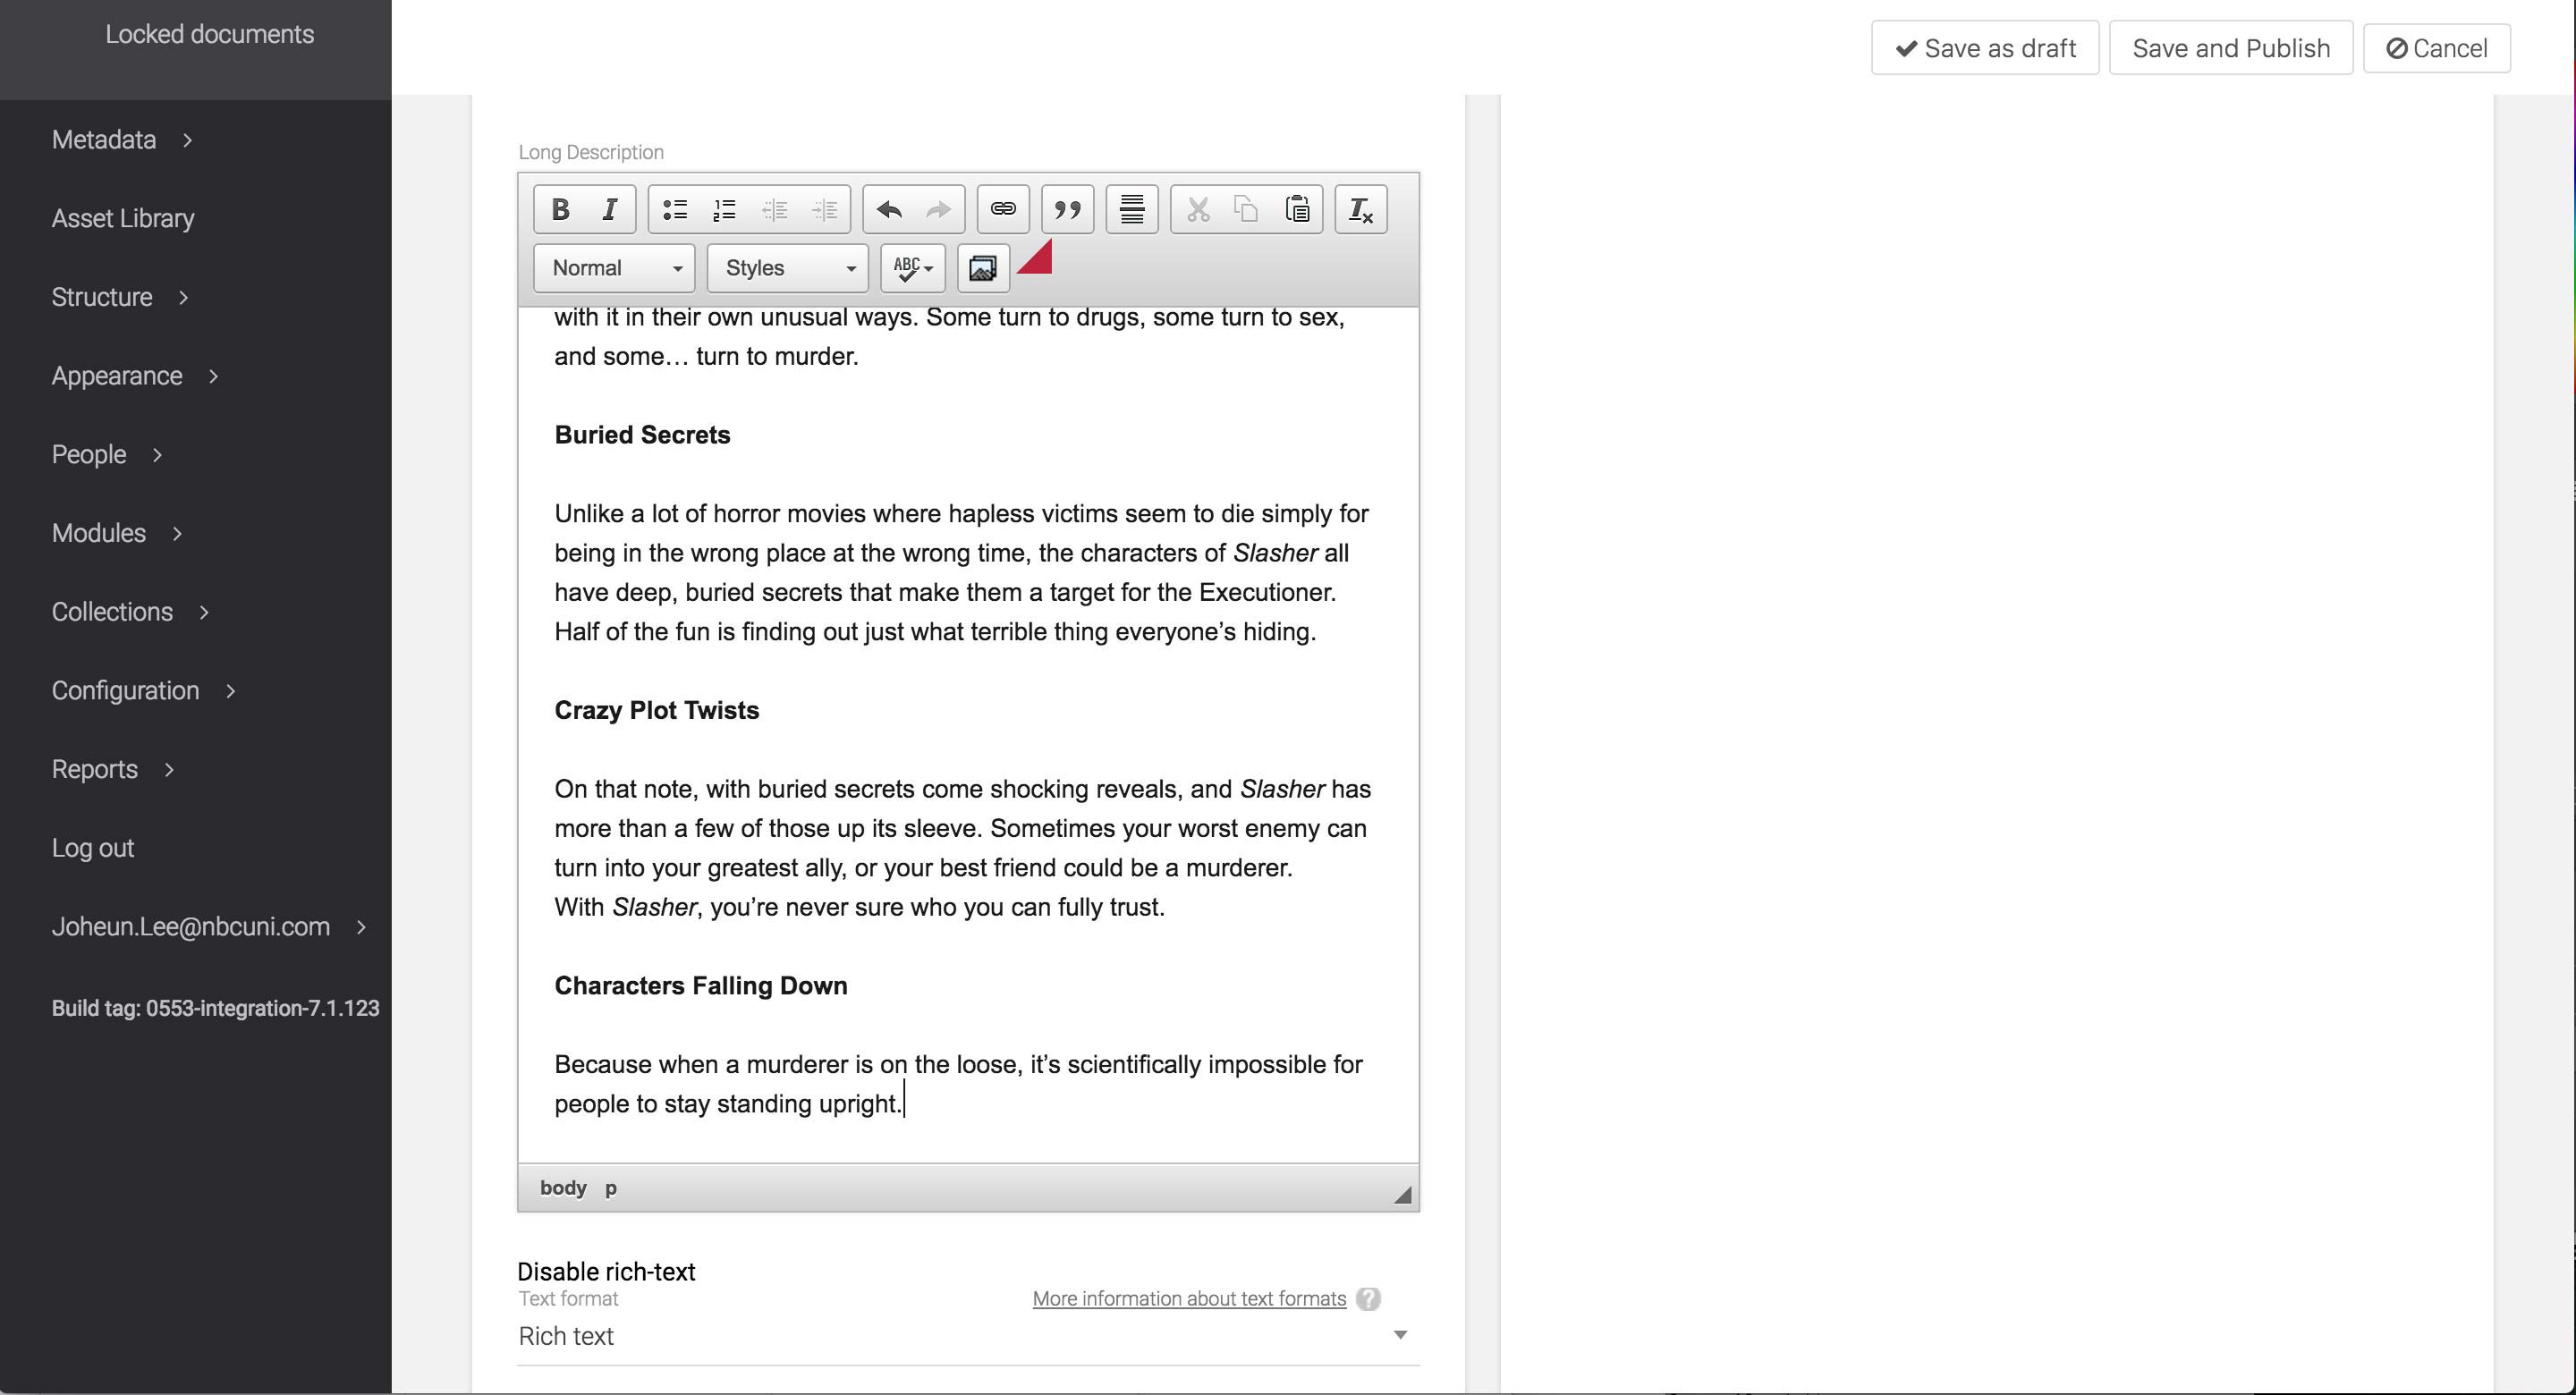 Locked documents
Save as draft
Save and Publish
Cancel
Metadata
Asset Library
Structure
Appearance
People
Modules
Collections
Configuration
Reports
Log out
Joheun.Lee@nbcuni.com
Build tag: 0553-integration-7.1.123
Long Description
Normal
Styles
ABC
with it in their own unusual ways. Some turn to drugs, some turn to sex,
and some… turn to murder.
Buried Secrets
Unlike a lot of horror movies where hapless victims seem to die simply for
being in the wrong place at the wrong time, the characters of Slasher all
have deep, buried secrets that make them a target for the Executioner.
Half of the fun is finding out just what terrible thing everyone’s hiding.
Crazy Plot Twists
On that note, with buried secrets come shocking reveals, and Slasher has
more than a few of those up its sleeve. Sometimes your worst enemy can
turn into your greatest ally, or your best friend could be a murderer.
With Slasher, you’re never sure who you can fully trust.
Characters Falling Down
Because when a murderer is on the loose, it’s scientifically impossible for
people to stay standing upright.
body p
Disable rich-text
Text format
More information about text formats ?
Rich text